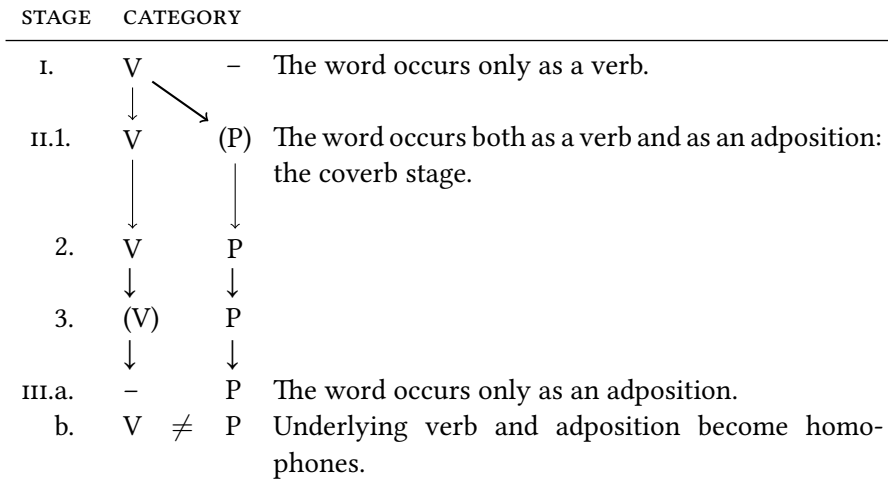 STAGE CATEGORY
I. V – The word occurs only as a verb.
II.1. V (P) The word occurs both as a verb and as an adposition:
the coverb stage.
2. V P
3. (V) P
III.a. – P The word occurs only as an adposition.
b. V ≠ P Underlying verb and adposition become homo-
phones.